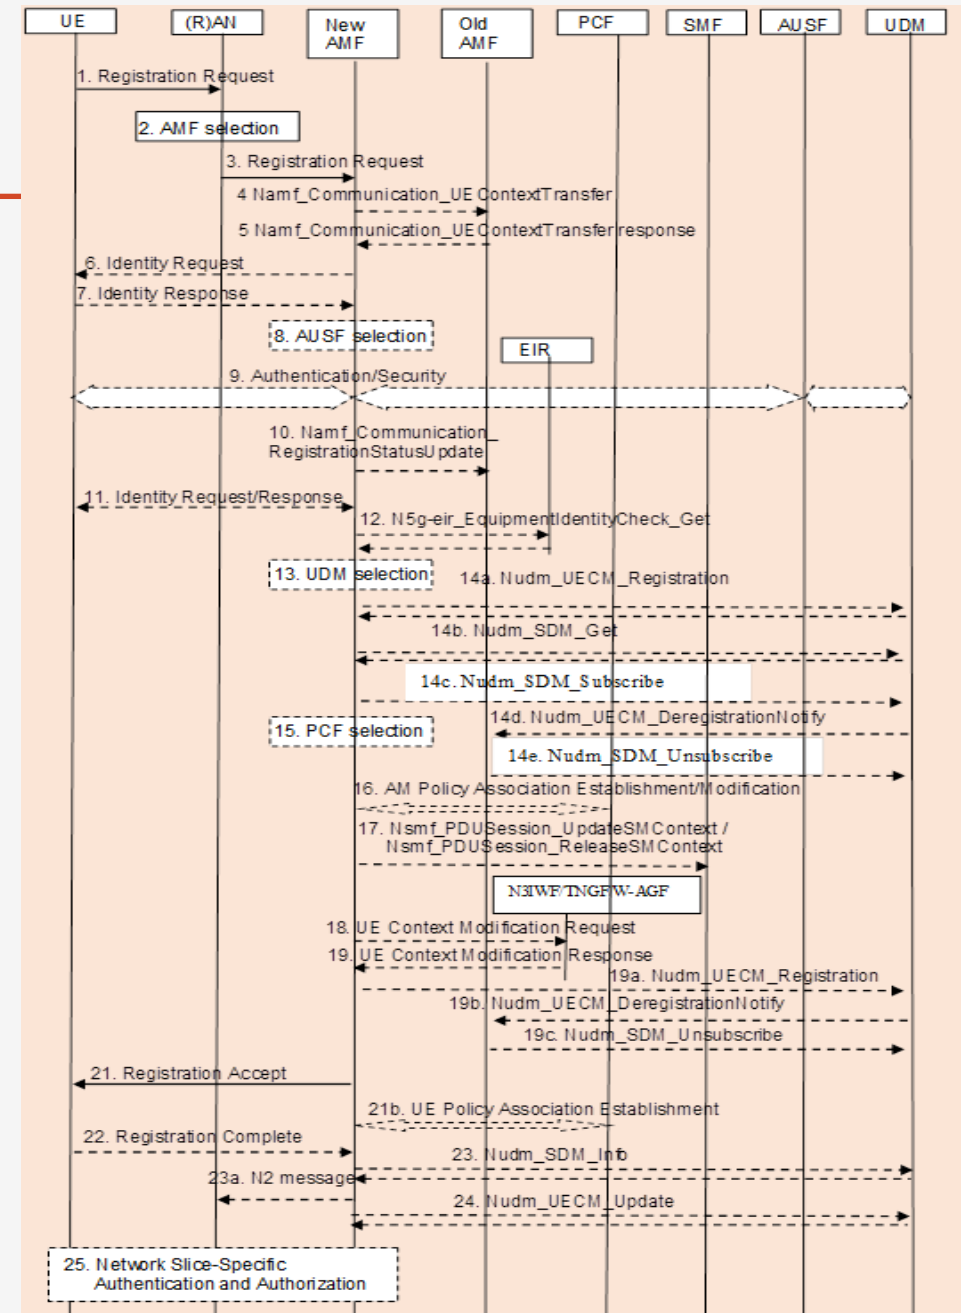 UE
(R)AN
New
AMF
Old
AMF
PCF
SMF
AUSF
UDM
1. Registration Request
2. AMF selection
3. Registration Request
4 Namf_Communication_UEContextTransfer
5 Namf_Communication_UEContextTransfer response
6. Identity Request
7. Identity Response
8. AUSF selection
EIR
9. Authentication/Security
10. Namf_Communication_
RegistrationStatusUpdate
11. Identity Request/Response
12. N5g-eir_EquipmentIdentityCheck_Get
13. UDM selection
14a. Nudm_UECM_Registration
14b. Nudm_SDM_Get
14c. Nudm_SDM_Subscribe
14d. Nudm_UECM_DeregistrationNotify
15. PCF selection
14e. Nudm_SDM_Unsubscribe
16. AM Policy Association Establishment/Modification
17. Nsmf_PDUSession_UpdateSMContext /
Nsmf_PDUSession_ReleaseSMContext
N3IWF/TNGFW-AGF
18. UE Context Modification Request
19. UE Context Modification Response
19a. Nudm_UECM_Registration
19b. Nudm_UECM_DeregistrationNotify
19c. Nudm_SDM_Unsubscribe
21. Registration Accept
21b. UE Policy Association Establishment
22. Registration Complete
23. Nudm_SDM_Info
23a. N2 message
24. Nudm_UECM_Update
25. Network Slice-Specific
Authentication and Authorization